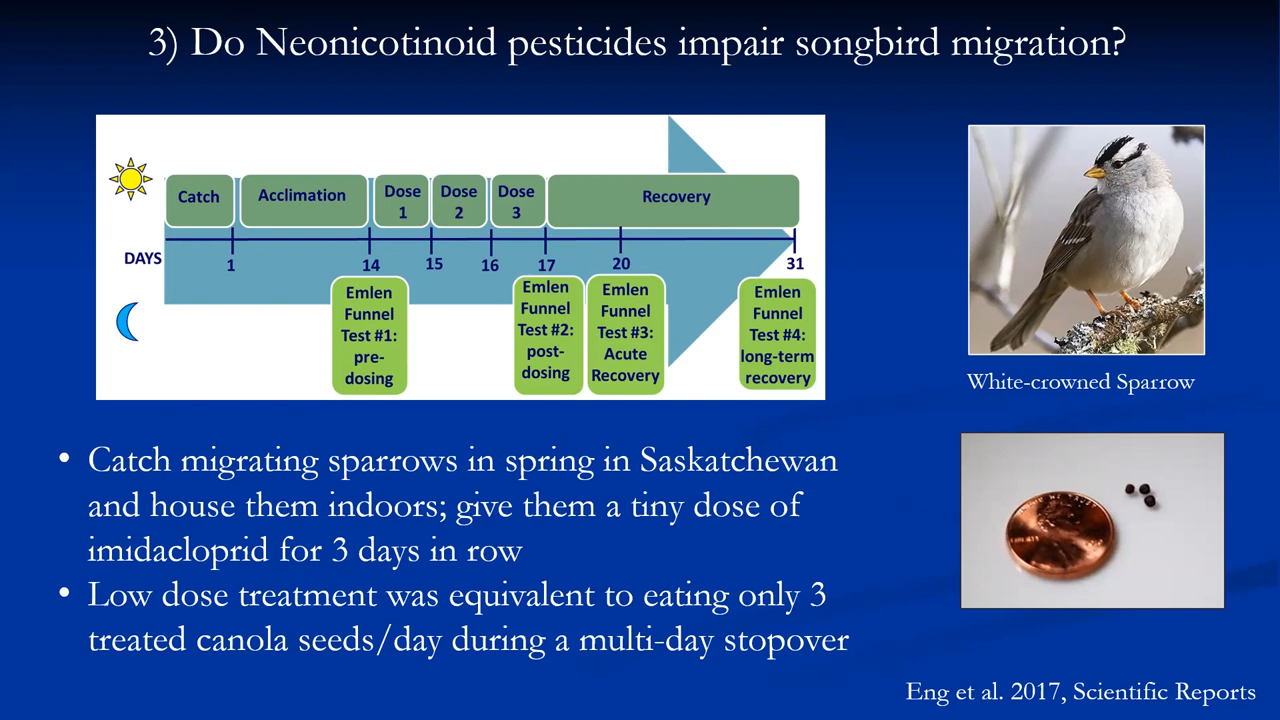 3) Do Neonicotinoid pesticides impair songbird migration?
Catch
Acclimation
Dose
1
Dose
2
Dose
3
Recovery
DAYS
1
14
15
16
17
20
31
Emlen
Funnel
Test #1:
pre-
dosing
Emlen
Funnel
Test #2:
post-
dosing
Emlen
Funnel
Test #3:
Acute
Recovery
Emlen
Funnel
Test #4:
long-term
recovery
White-crowned Sparrow
• Catch migrating sparrows in spring in Saskatchewan
and house them indoors; give them a tiny dose of
imidacloprid for 3 days in row
• Low dose treatment was equivalent to eating only 3
treated canola seeds/day during a multi-day stopover
Eng et al. 2017, Scientific Reports